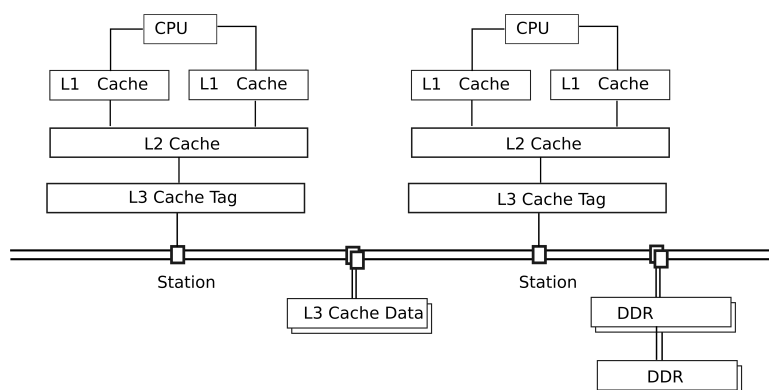 CPU CPU
L1 Cache L1 Cache L1 Cache L1 Cache
L2 Cache L2 Cache
L3 Cache Tag L3 Cache Tag
Station Station
L3 Cache Data DDR
DDR